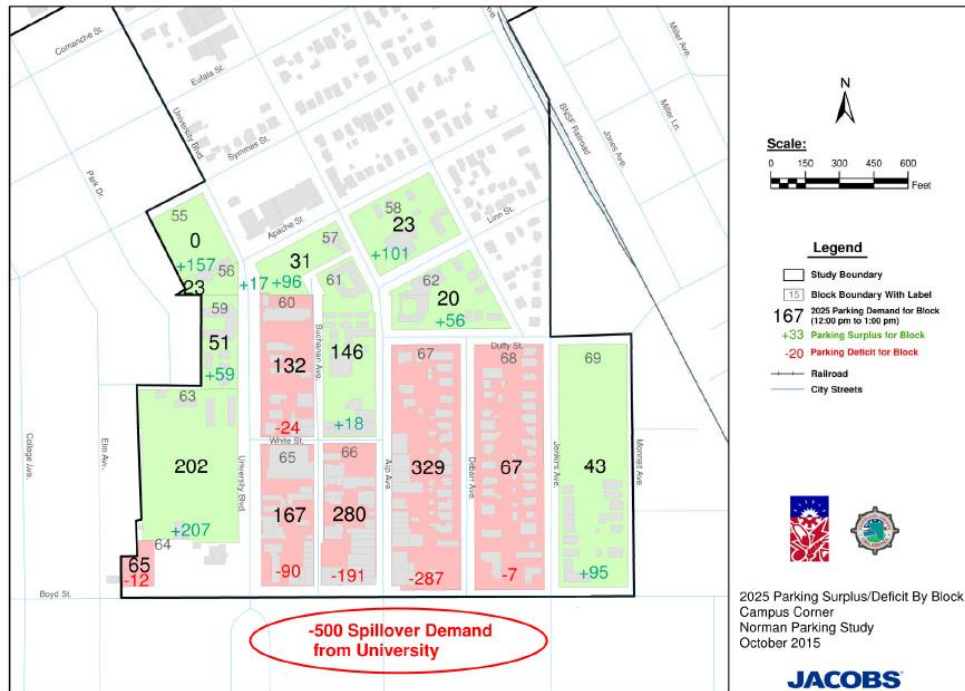 Comanche St.
Eufala St.
University Blvd.
Symmes St.
Park Dr.
Apache St.
Ave.
BNSF Railroad
Miller Ave.
Miller Ln.
Jones Ave.
Linn St.
55
0
+157
56
23
+17
57
31
+96
58
23
+101
59
51
+59
60
132
-24
Buchanan Ave.
61
146
+18
62
20
+56
63
202
+207
64
65
-12
White St.
65
167
-90
66
280
-191
Asp Ave.
67
329
-287
Duffy St.
68
67
-7
Debarr Ave.
Jenkins Ave.
69
43
+95
Monnett Ave.
College Ave.
Elm Ave.
University Blvd.
Boyd St.
-500 Spillover Demand
from University
N
Scale:
0 150 300 450 600
Feet
Legend
Study Boundary
15 Block Boundary With Label
167 2025 Parking Demand for Block
(12:00 pm to 1:00 pm)
+33 Parking Surplus for Block
-20 Parking Deficit for Block
Railroad
City Streets
2025 Parking Surplus/Deficit By Block
Campus Corner
Norman Parking Study
October 2015
JACOBS